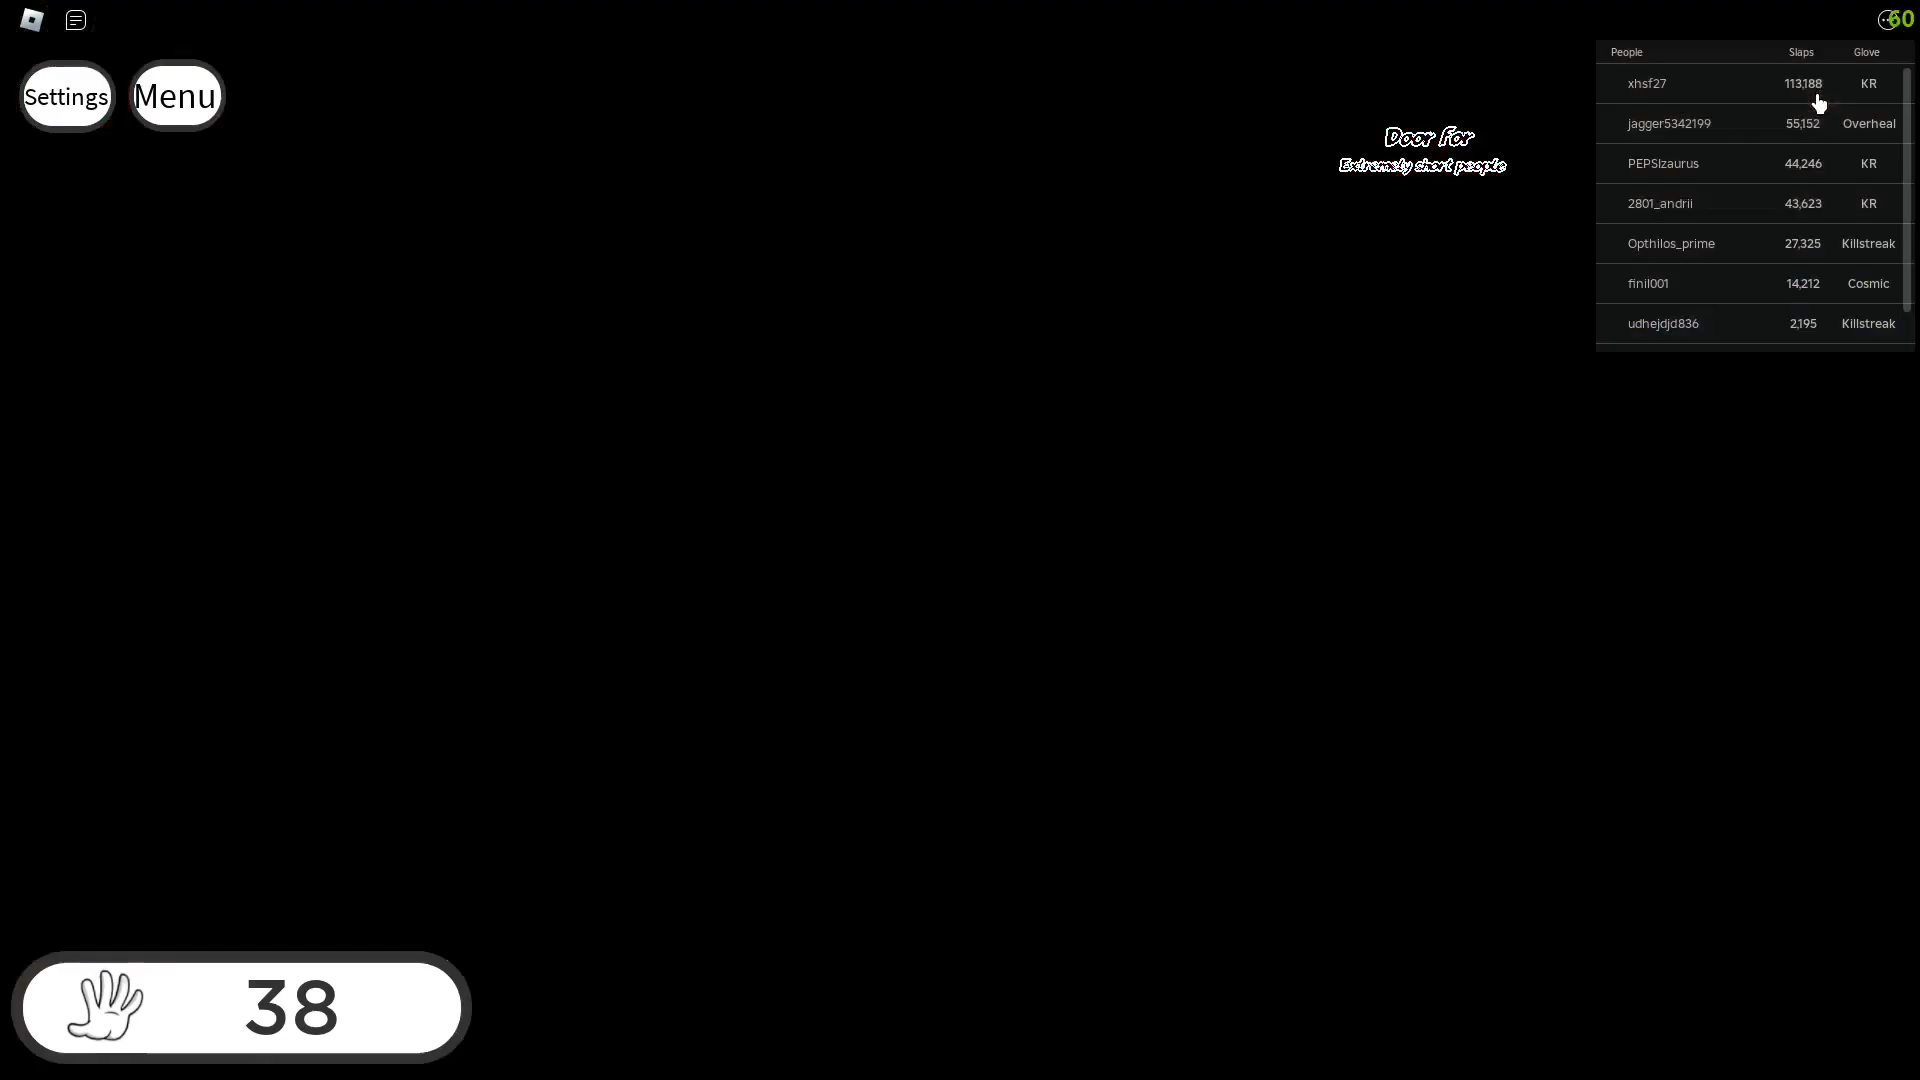 60
Settings
Menu
Door For
Extremely short people
People Slaps Glove
xhsf27 113,188 KR
jagger5342199 55,152 Overheal
PEPSIzaurus 44,246 KR
2801_andrii 43,623 KR
Opthilos_prime 27,325 Killstreak
finil001 14,212 Cosmic
udhejdjd836 2,195 Killstreak
38